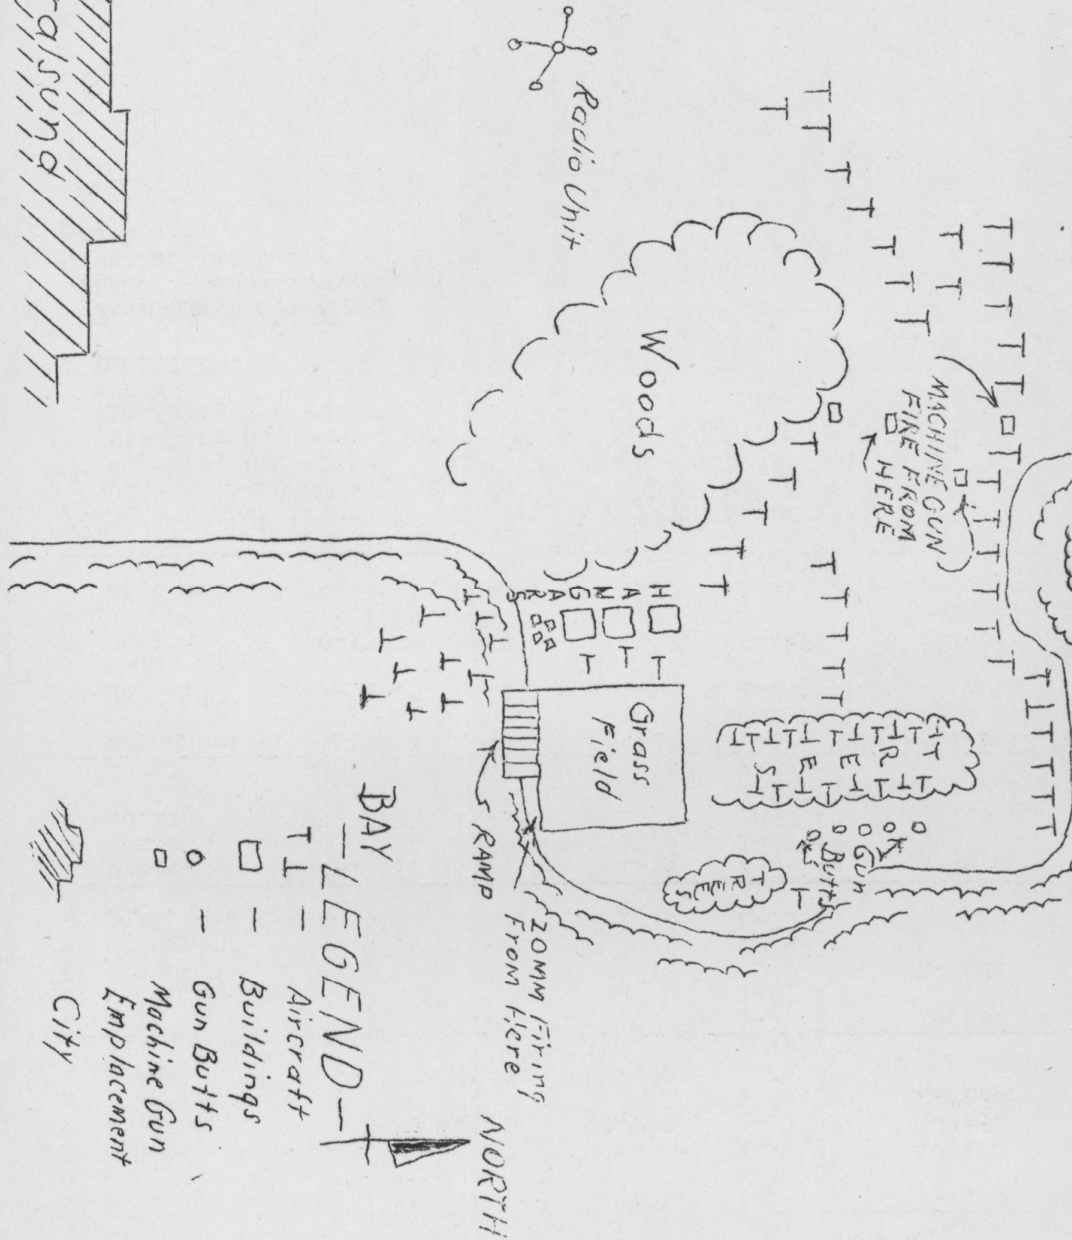 ralsund
Radio Unit
Woods
MACHINE GUN
FIRE FROM
HERE
HANGARS
Grass
Field
TREES
Gun
Butts
TREE
RAMP
20MM Firing
From Here
BAY
NORTH
—LEGEND—
T⊥ — Aircraft
□ — Buildings
o — Gun Butts
Machine Gun
Emplacement
City